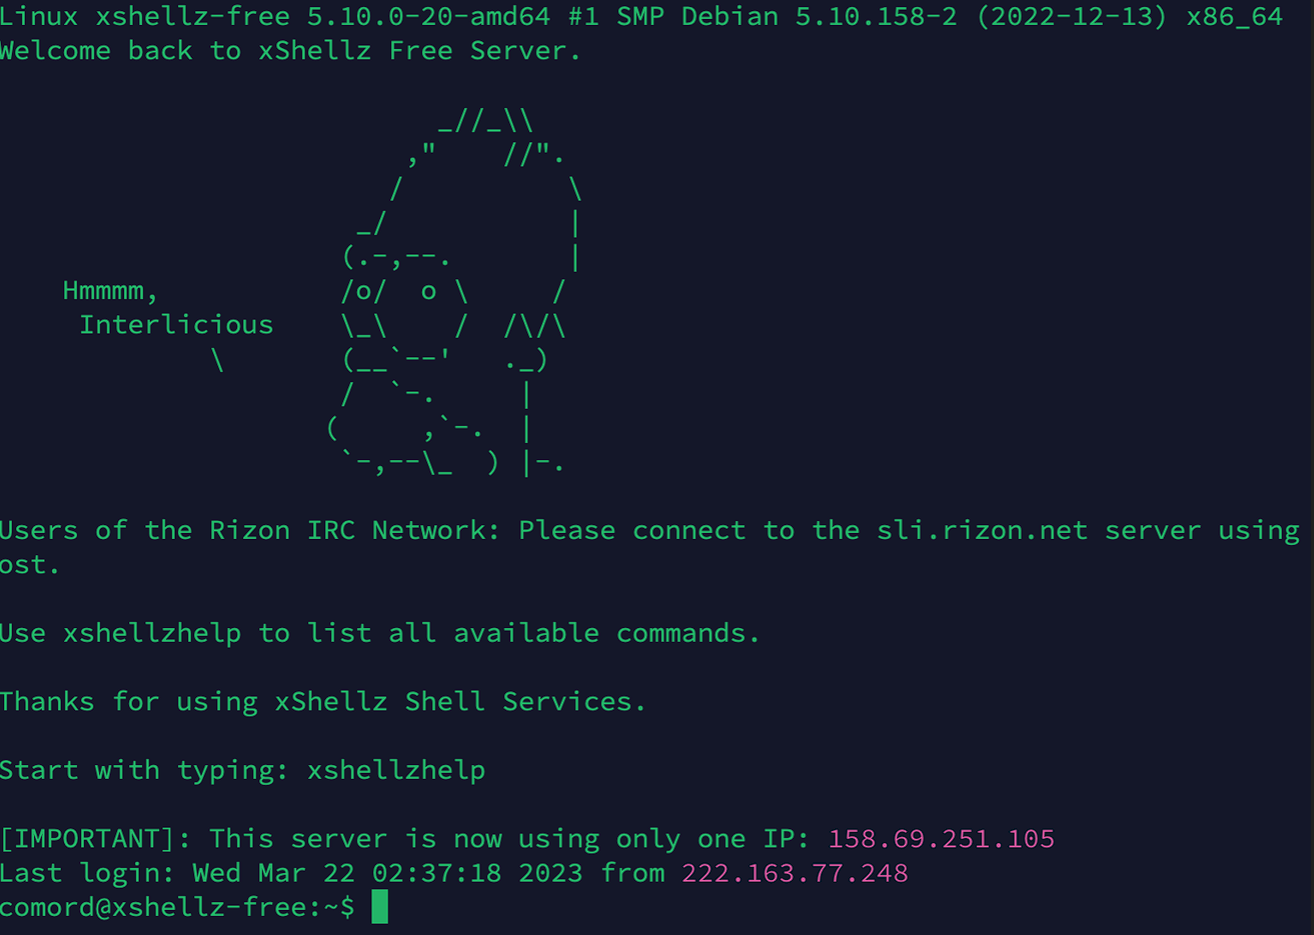 Linux xshellz-free 5.10.0-20-amd64 #1 SMP Debian 5.10.158-2 (2022-12-13) x86_64
Welcome back to xShellz Free Server.
Hmmmm,
Interlicious
Users of the Rizon IRC Network: Please connect to the sli.rizon.net server using
ost.
Use xshellzhelp to list all available commands.
Thanks for using xShellz Shell Services.
Start with typing: xshellzhelp
[IMPORTANT]: This server is now using only one IP: 158.69.251.105
Last login: Wed Mar 22 02:37:18 2023 from 222.163.77.248
comord@xshellz-free:~$